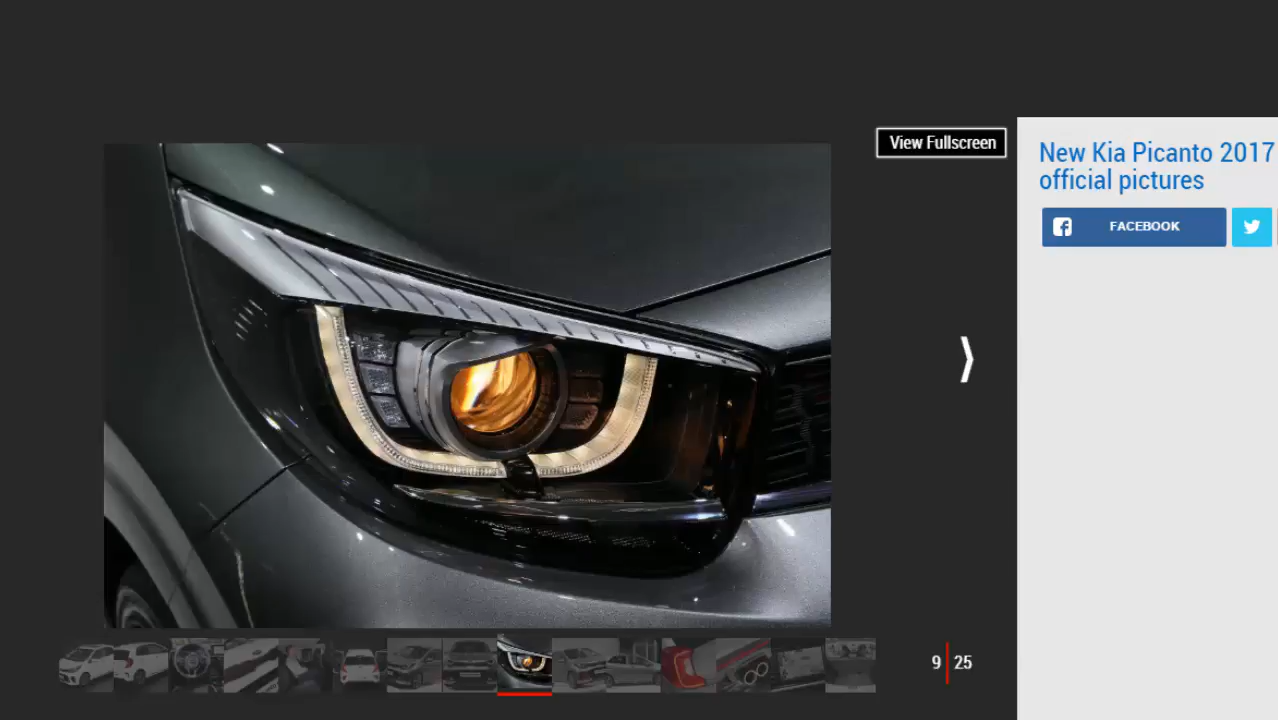 View Fullscreen
New Kia Picanto 2017
official pictures
FACEBOOK
9 25